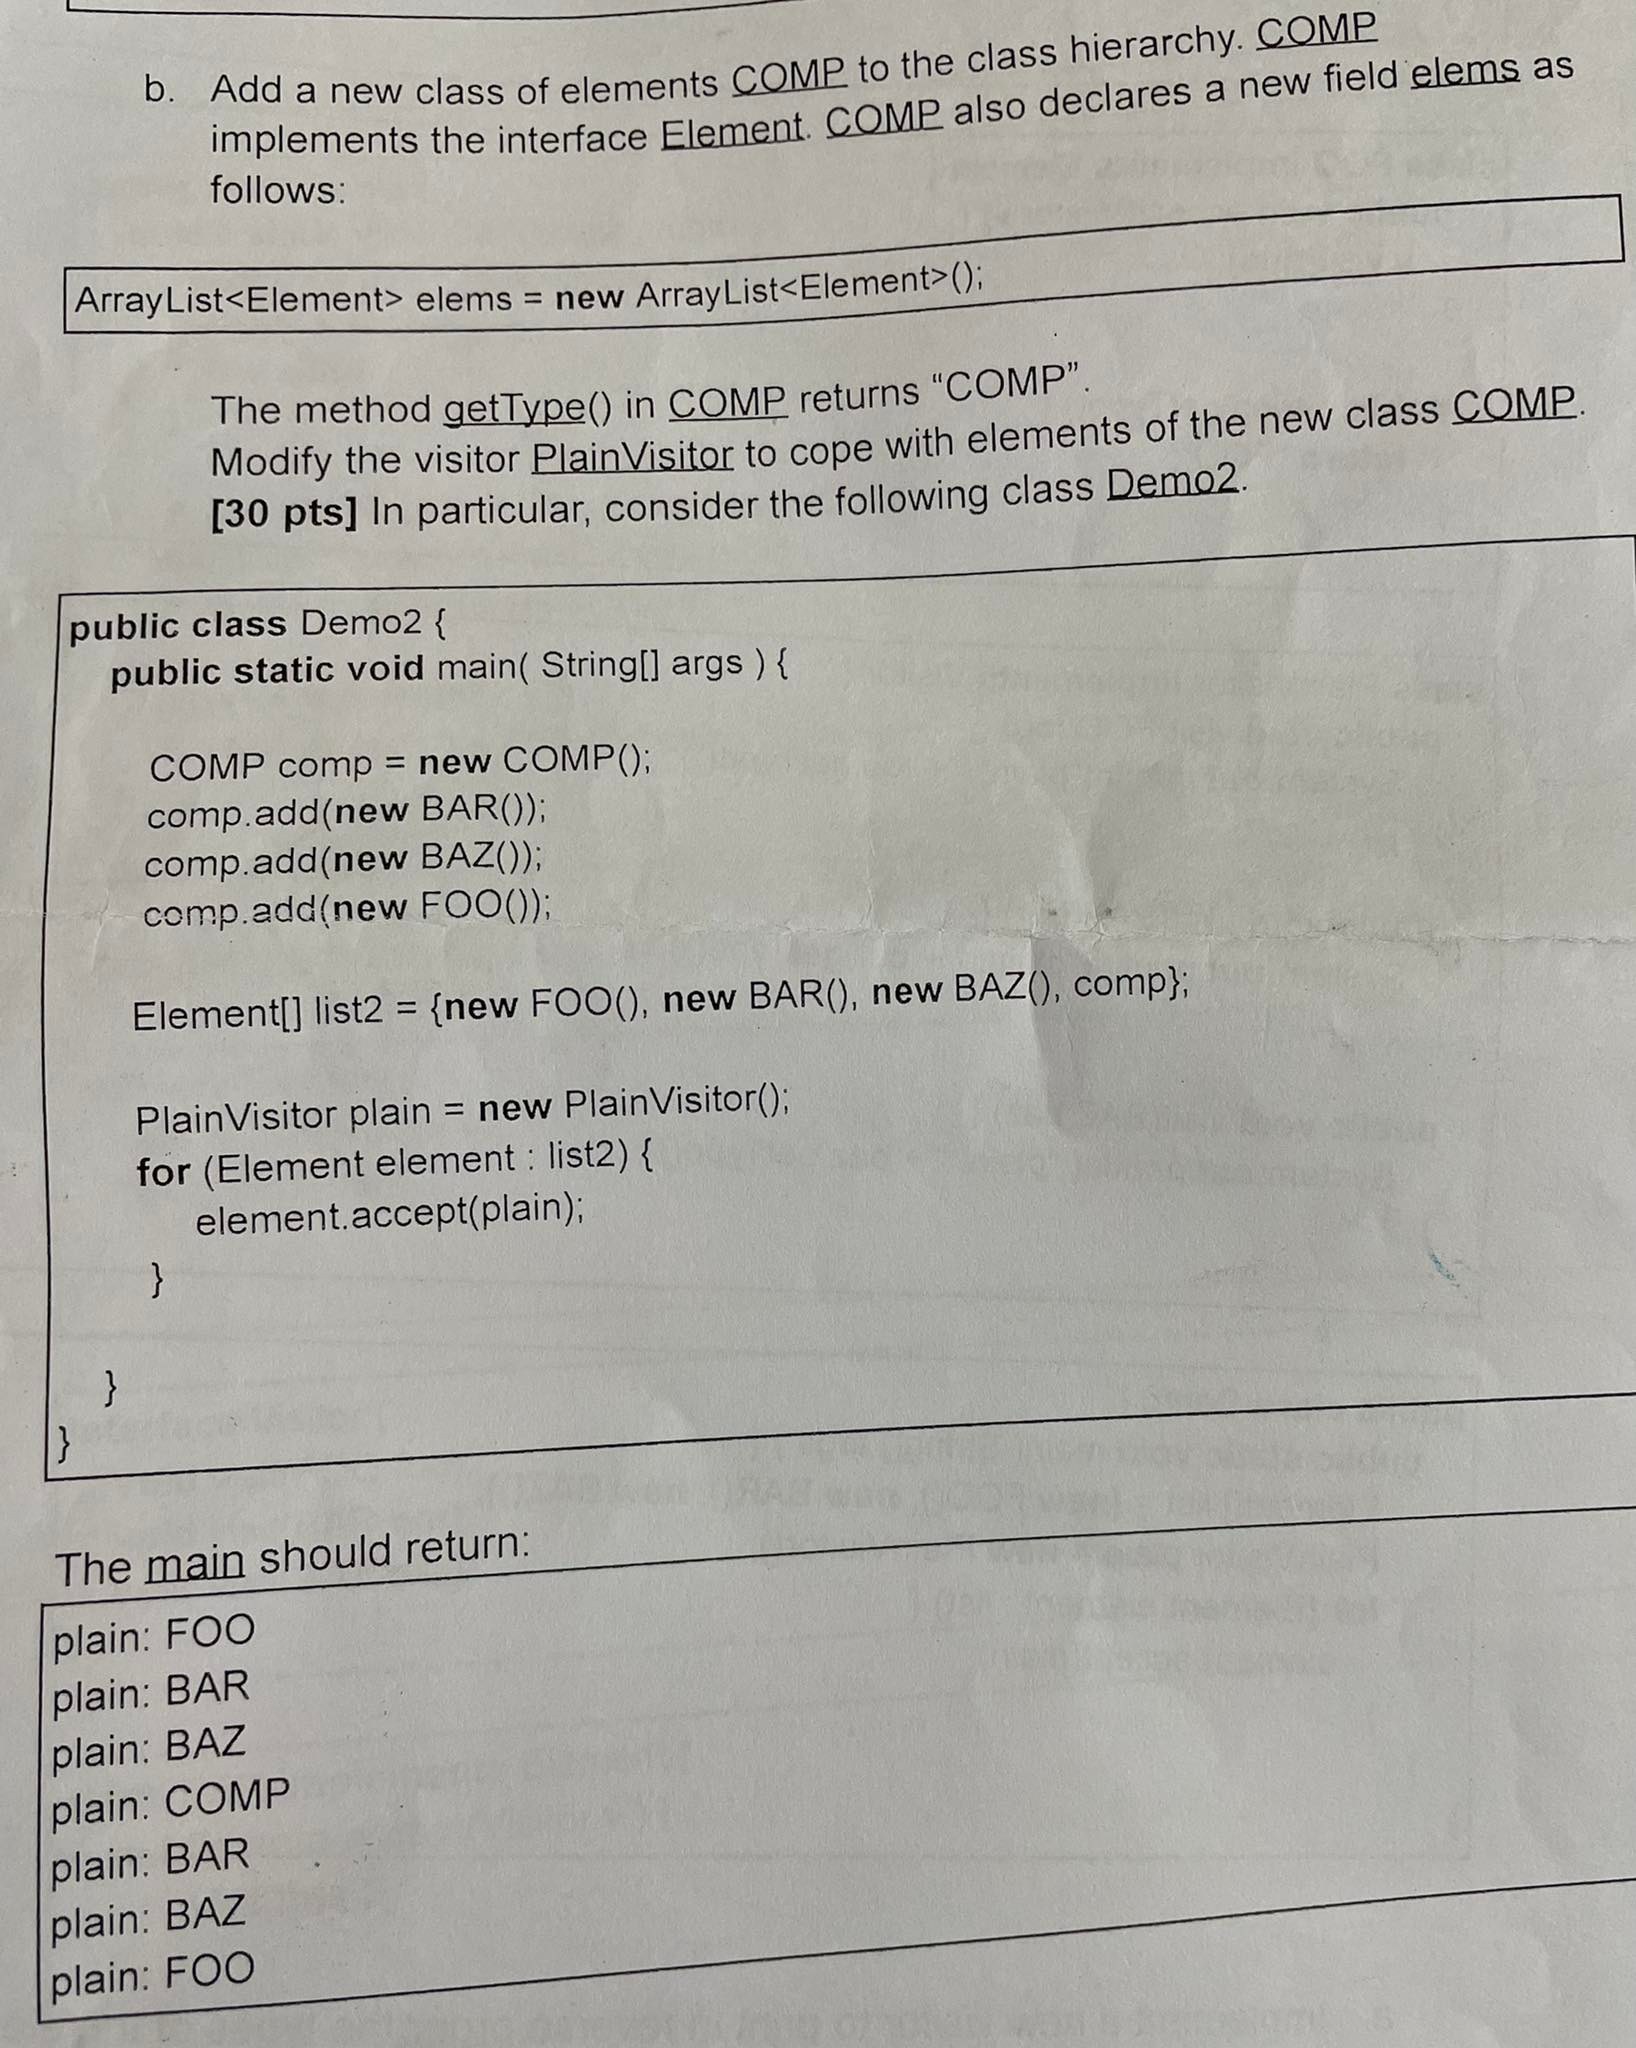 b. Add a new class of elements COMP to the class hierarchy. COMP
implements the interface Element. COMP also declares a new field elems as
follows:
ArrayList<Element> elems = new ArrayList<Element>();
The method getType() in COMP returns “COMP”.
Modify the visitor PlainVisitor to cope with elements of the new class COMP.
[30 pts] In particular, consider the following class Demo2.
public class Demo2 {
public static void main( String[] args ) {
COMP comp = new COMP();
comp.add(new BAR());
comp.add(new BAZ());
comp.add(new FOO());
Element[] list2 = {new FOO(), new BAR(), new BAZ(), comp};
PlainVisitor plain = new PlainVisitor();
for (Element element : list2) {
element.accept(plain);
}
}
}
The main should return:
plain: FOO
plain: BAR
plain: BAZ
plain: COMP
plain: BAR
plain: BAZ
plain: FOO